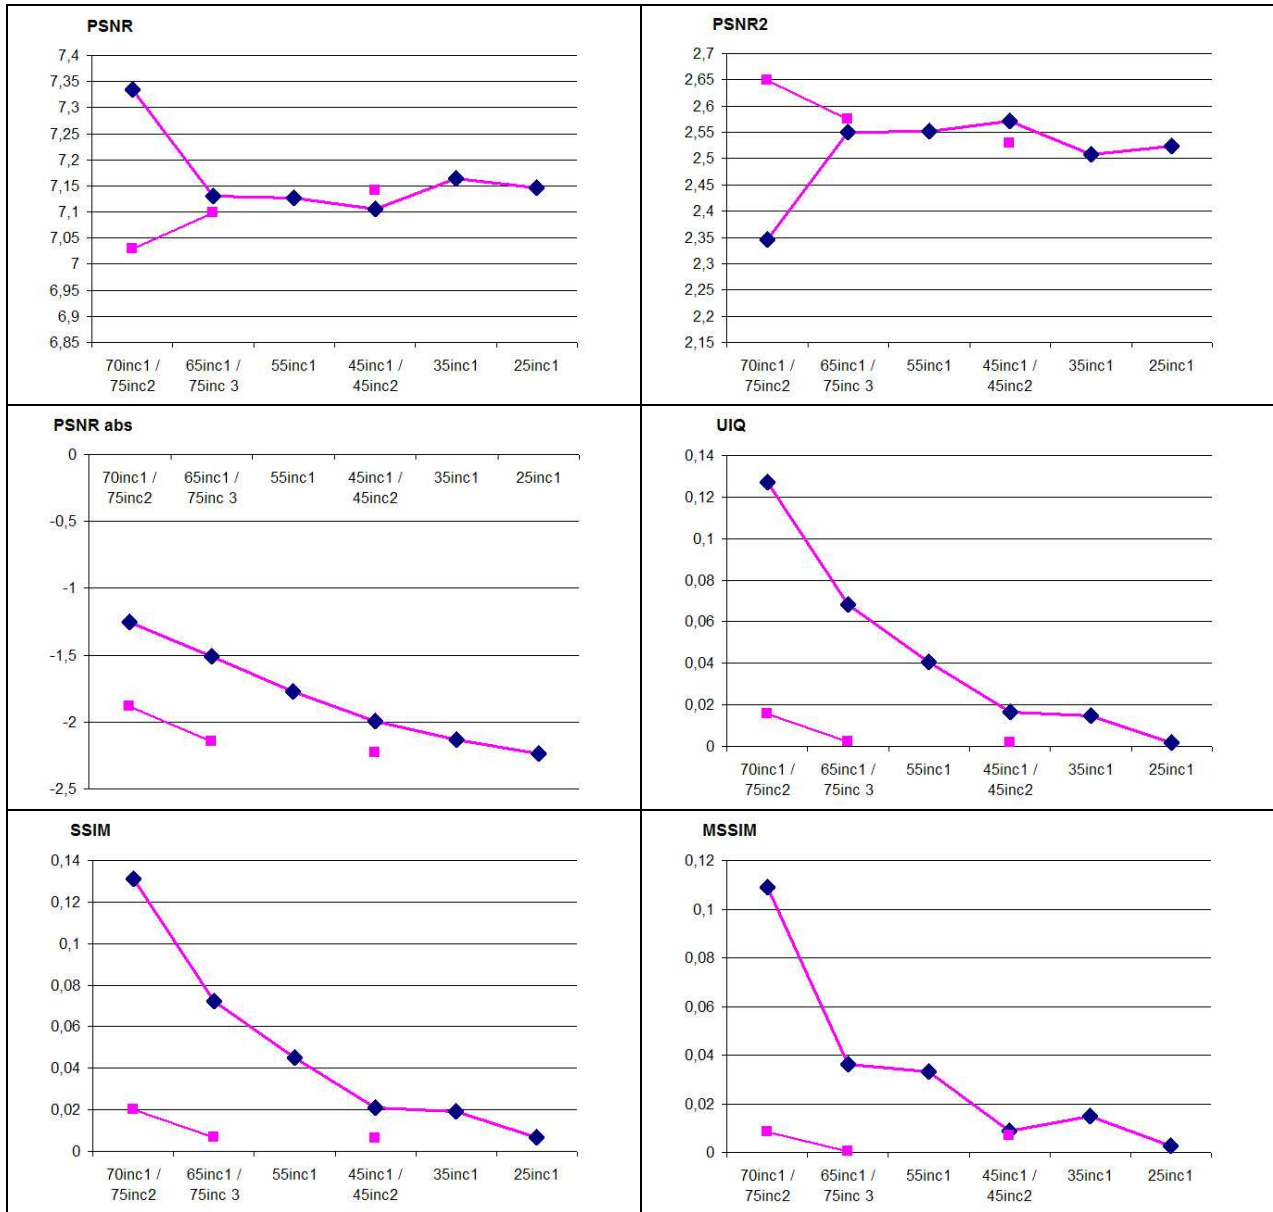 PSNR
7,4
7,35
7,3
7,25
7,2
7,15
7,1
7,05
7
6,95
6,9
6,85
70inc1 / 65inc1 / 55inc1 45inc1 / 35inc1 25inc1
75inc2 75inc 3 45inc2
PSNR2
2,7
2,65
2,6
2,55
2,5
2,45
2,4
2,35
2,3
2,25
2,2
2,15
70inc1 / 65inc1 / 55inc1 45inc1 / 35inc1 25inc1
75inc2 75inc 3 45inc2
PSNR abs
0
70inc1 / 65inc1 / 55inc1 45inc1 / 35inc1 25inc1
75inc2 75inc 3 45inc2
-0,5
-1
-1,5
-2
-2,5
UIQ
0,14
0,12
0,1
0,08
0,06
0,04
0,02
0
70inc1 / 65inc1 / 55inc1 45inc1 / 35inc1 25inc1
75inc2 75inc 3 45inc2
SSIM
0,14
0,12
0,1
0,08
0,06
0,04
0,02
0
70inc1 / 65inc1 / 55inc1 45inc1 / 35inc1 25inc1
75inc2 75inc 3 45inc2
MSSIM
0,12
0,1
0,08
0,06
0,04
0,02
0
70inc1 / 65inc1 / 55inc1 45inc1 / 35inc1 25inc1
75inc2 75inc 3 45inc2